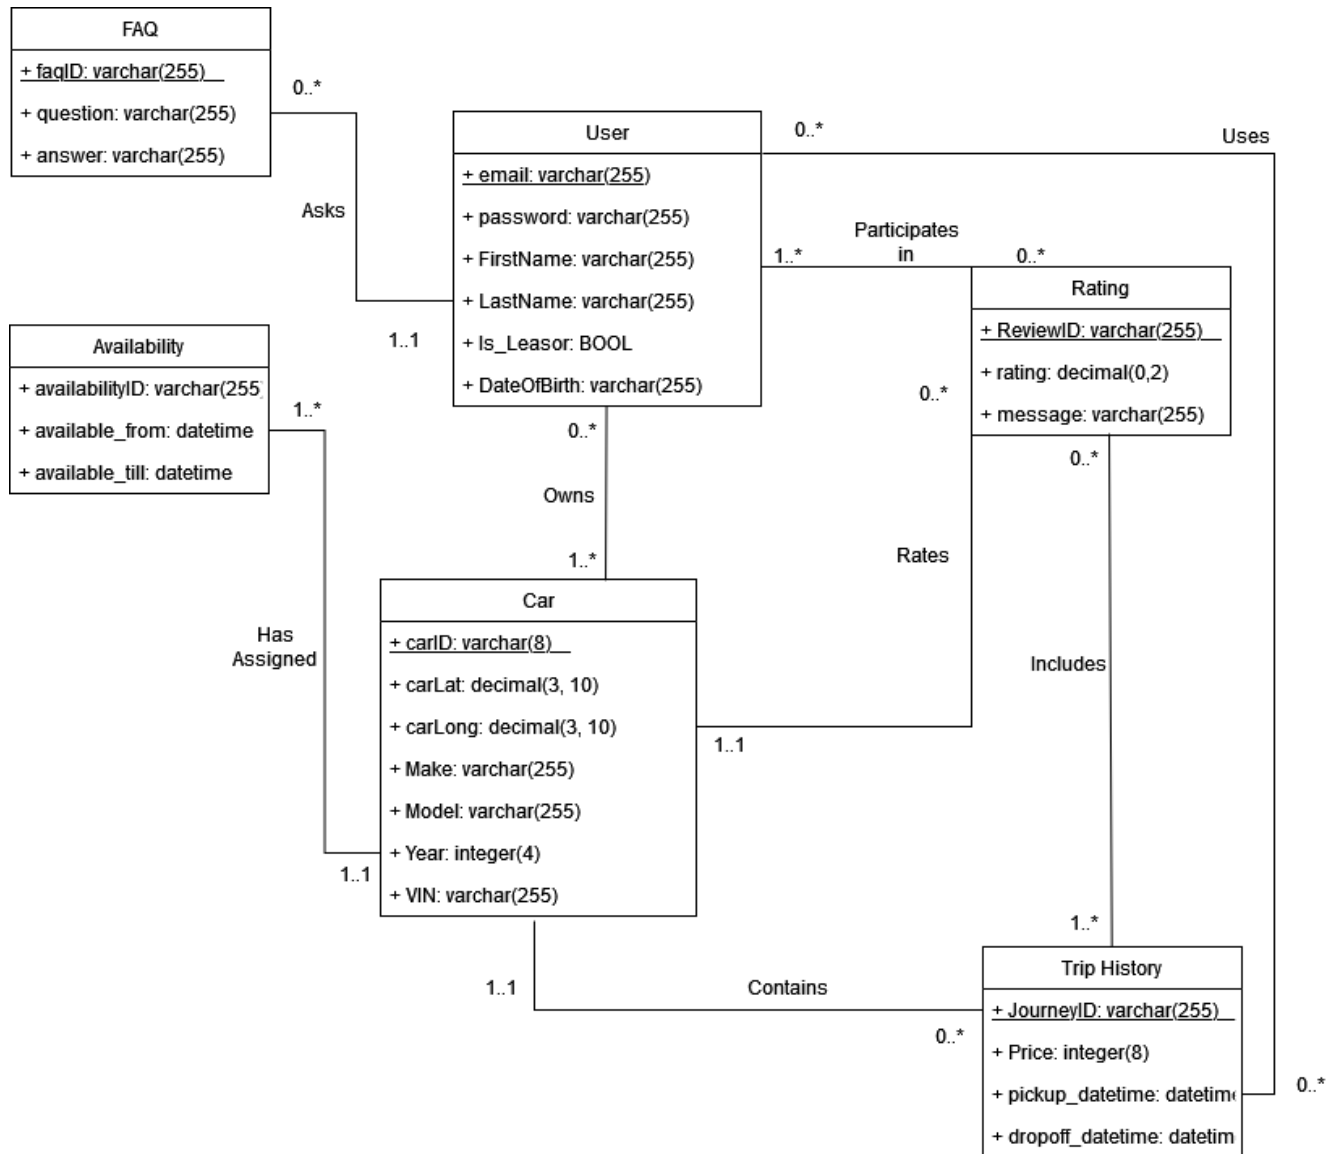 FAQ
+ faqID: varchar(255)
+ question: varchar(255)
+ answer: varchar(255)
0..*
Asks
1..1
User
+ email: varchar(255)
+ password: varchar(255)
+ FirstName: varchar(255)
+ LastName: varchar(255)
+ Is_Leasor: BOOL
+ DateOfBirth: varchar(255)
0..*
Uses
0..*
1..*
Participates
in
0..*
Rating
+ ReviewID: varchar(255)
+ rating: decimal(0,2)
+ message: varchar(255)
Availability
+ availabilityID: varchar(255)
+ available_from: datetime
+ available_till: datetime
1..*
Has
Assigned
1..1
0..*
Owns
1..*
0..*
Rates
1..1
0..*
Includes
1..*
Car
+ carID: varchar(8)
+ carLat: decimal(3, 10)
+ carLong: decimal(3, 10)
+ Make: varchar(255)
+ Model: varchar(255)
+ Year: integer(4)
+ VIN: varchar(255)
1..1
Contains
0..*
Trip History
+ JourneyID: varchar(255)
+ Price: integer(8)
+ pickup_datetime: datetime
+ dropoff_datetime: datetim